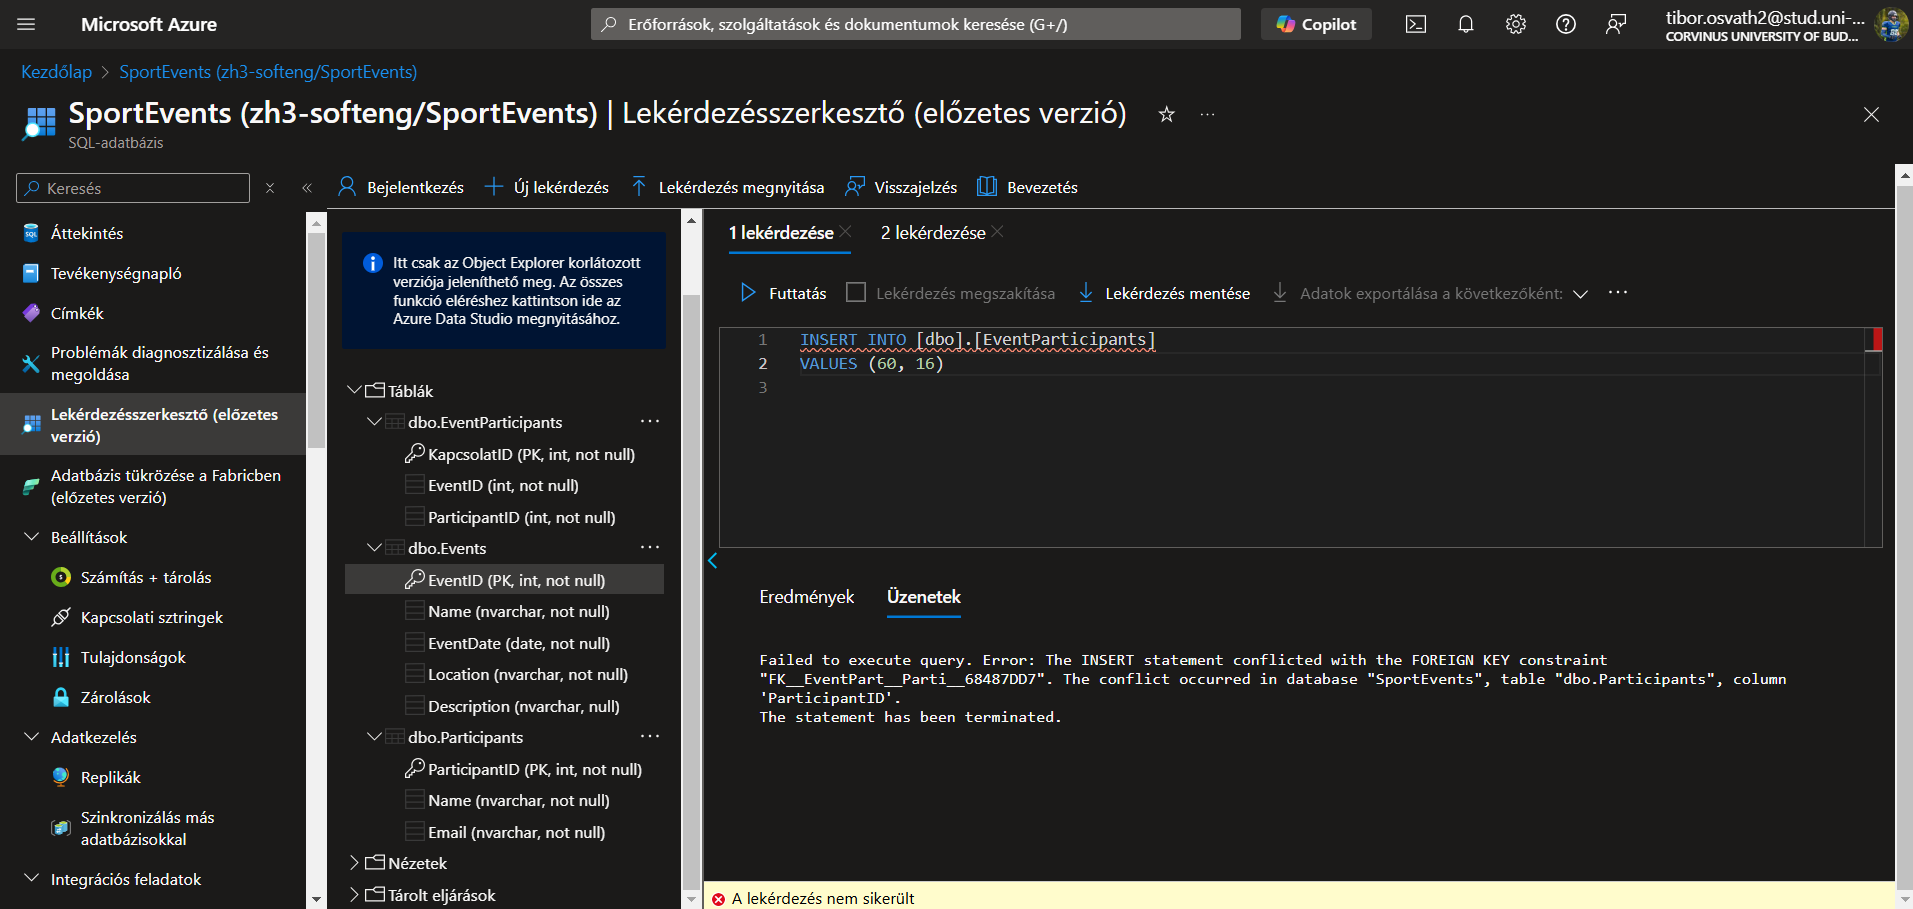 Microsoft Azure
Erőforrások, szolgáltatások és dokumentumok keresése (G+/)
Copilot
tibor.osvath2@stud.uni-...
CORVINUS UNIVERSITY OF BUD...
Kezdőlap > SportEvents (zh3-softeng/SportEvents)
SportEvents (zh3-softeng/SportEvents) | Lekérdezésszerkesztő (előzetes verzió)
SQL-adatbázis
Keresés
Áttekintés
Tevékenységnapló
Címkék
Problémák diagnosztizálása és
megoldása
Lekérdezésszerkesztő (előzetes
verzió)
Adatbázis tükrözése a Fabricben
(előzetes verzió)
Beállítások
Számítás + tárolás
Kapcsolati sztringek
Tulajdonságok
Zárolások
Adatkezelés
Replikák
Szinkronizálás más
adatbázisokkal
Integrációs feladatok
Bejelentkezés
Új lekérdezés
Lekérdezés megnyitása
Visszajelzés
Bevezetés
Itt csak az Object Explorer korlátozott
verziója jeleníthető meg. Az összes
funkció eléréshez kattintson ide az
Azure Data Studio megnyitásához.
Táblák
dbo.EventParticipants
KapcsolatID (PK, int, not null)
EventID (int, not null)
ParticipantID (int, not null)
dbo.Events
EventID (PK, int, not null)
Name (nvarchar, not null)
EventDate (date, not null)
Location (nvarchar, not null)
Description (nvarchar, null)
dbo.Participants
ParticipantID (PK, int, not null)
Name (nvarchar, not null)
Email (nvarchar, not null)
Nézetek
Tárolt eljárások
1 lekérdezése
2 lekérdezése
Futtatás
Lekérdezés megszakítása
Lekérdezés mentése
Adatok exportálása a következőként:
1 INSERT INTO [dbo].[EventParticipants]
2 VALUES (60, 16)
3
Eredmények
Üzenetek
Failed to execute query. Error: The INSERT statement conflicted with the FOREIGN KEY constraint
"FK__EventPart__Parti__68487DD7". The conflict occurred in database "SportEvents", table "dbo.Participants", column
'ParticipantID'.
The statement has been terminated.
A lekérdezés nem sikerült